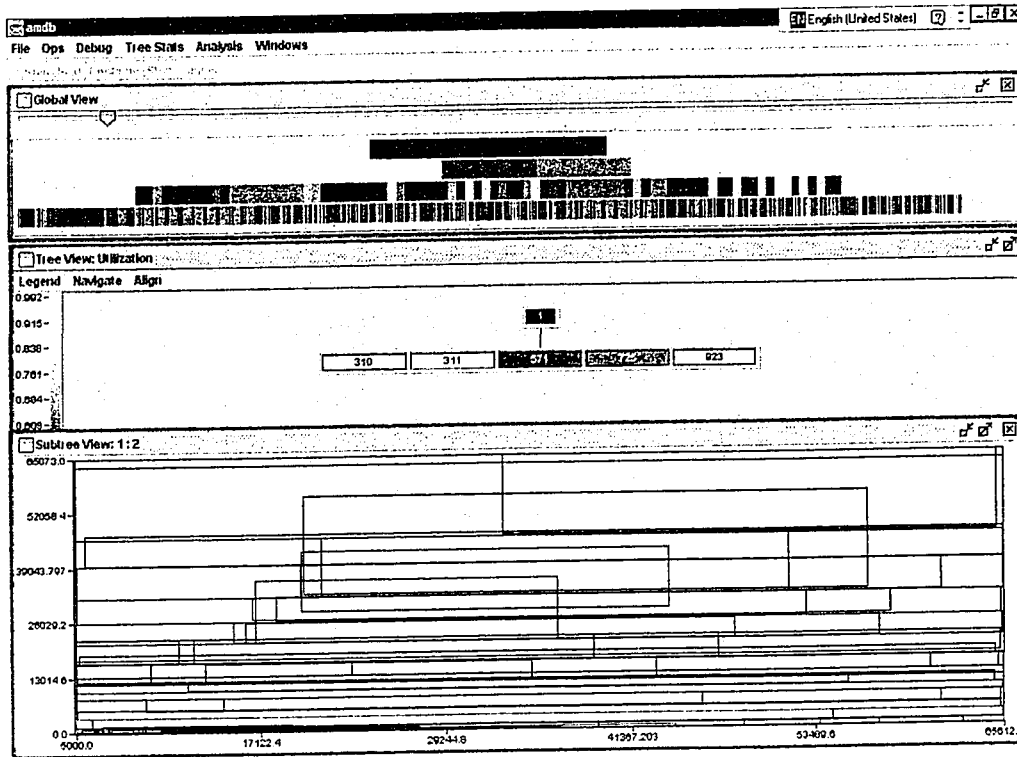 amdb
EN English (United States)
File Ops Debug Tree Stats Analysis Windows
Global View
Tree View: Utilization
Legend Navigate Align
0.992
0.915
0.838
0.761
0.684
0.609
1
310 311 923
Subtree View: 1 : 2
65073.0
52058.4
39043.797
26029.2
13014.6
0.0
5000.0 17122.4 29244.8 41367.203 53489.6 65612.